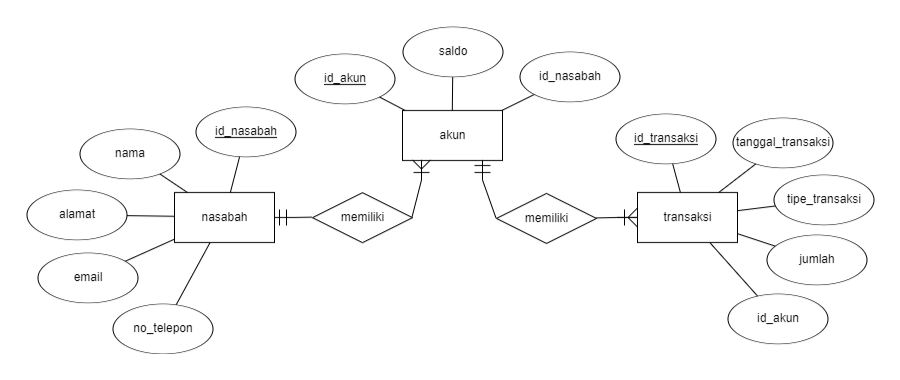 saldo
id_akun
id_nasabah
akun
id_nasabah
id_transaksi
tanggal_transaksi
nama
tipe_transaksi
alamat
nasabah
memiliki
memiliki
transaksi
jumlah
email
id_akun
no_telepon